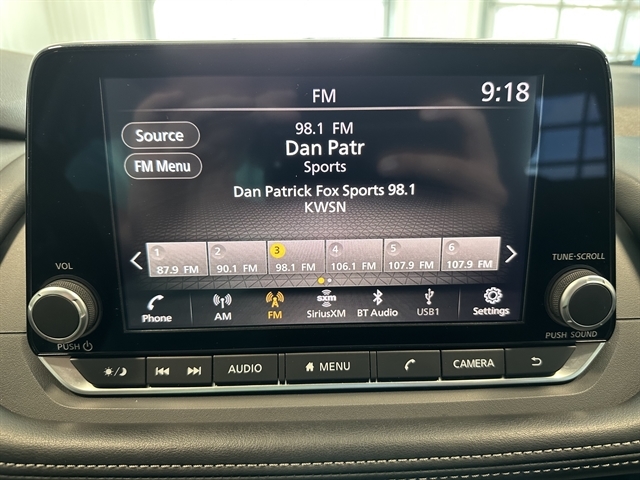 FM
9:18
Source
FM Menu
98.1 FM
Dan Patr
Sports
Dan Patrick Fox Sports 98.1
KWSN
1 2 3 4 5 6
87.9 FM 90.1 FM 98.1 FM 106.1 FM 107.9 FM 107.9 FM
Phone AM FM sxm SiriusXM BT Audio USB1 Settings
VOL
PUSH
TUNE·SCROLL
PUSH SOUND
AUDIO MENU CAMERA